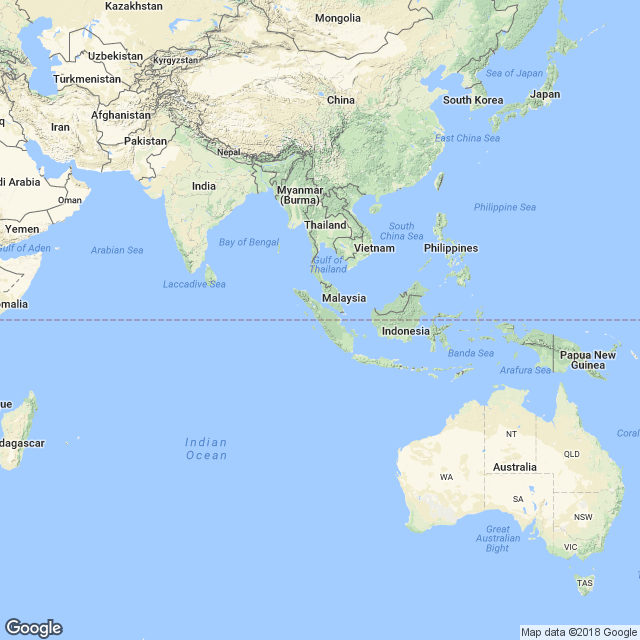 Kazakhstan
Mongolia
Uzbekistan
Kyrgyzstan
Turkmenistan
Sea of Japan
Japan
China
South Korea
Afghanistan
Iran
East China Sea
Pakistan
Nepal
di Arabia
India
Myanmar
(Burma)
Oman
Philippine Sea
Yemen
Thailand
South
China Sea
Bay of Bengal
Gulf of Aden
Arabian Sea
Vietnam
Philippines
Gulf of
Thailand
Laccadive Sea
omalia
Malaysia
Indonesia
Banda Sea
Papua New
Guinea
Arafura Sea
ue
dagascar
Indian
Ocean
NT
Coral
QLD
Australia
WA
SA
NSW
Great
Australian
Bight
VIC
TAS
Google
Map data ©2018 Google